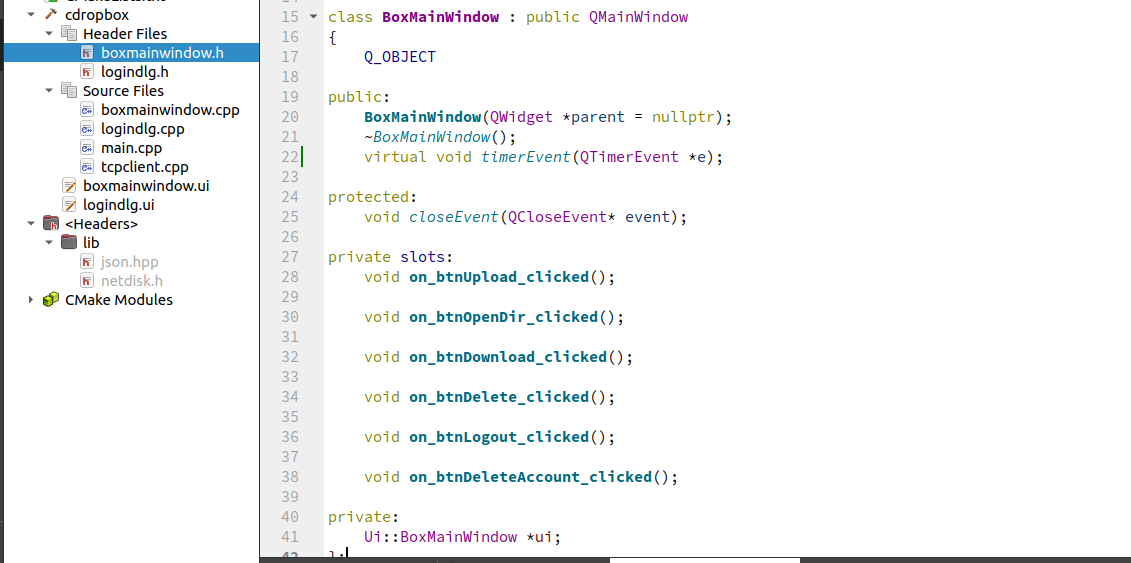 cdropbox
Header Files
boxmainwindow.h
logindlg.h
Source Files
boxmainwindow.cpp
logindlg.cpp
main.cpp
tcpclient.cpp
boxmainwindow.ui
logindlg.ui
<Headers>
lib
json.hpp
netdisk.h
CMake Modules
15 class BoxMainWindow : public QMainWindow
16 {
17     Q_OBJECT
18
19 public:
20     BoxMainWindow(QWidget *parent = nullptr);
21     ~BoxMainWindow();
22     virtual void timerEvent(QTimerEvent *e);
23
24 protected:
25     void closeEvent(QCloseEvent* event);
26
27 private slots:
28     void on_btnUpload_clicked();
29
30     void on_btnOpenDir_clicked();
31
32     void on_btnDownload_clicked();
33
34     void on_btnDelete_clicked();
35
36     void on_btnLogout_clicked();
37
38     void on_btnDeleteAccount_clicked();
39
40 private:
41     Ui::BoxMainWindow *ui;
42 };